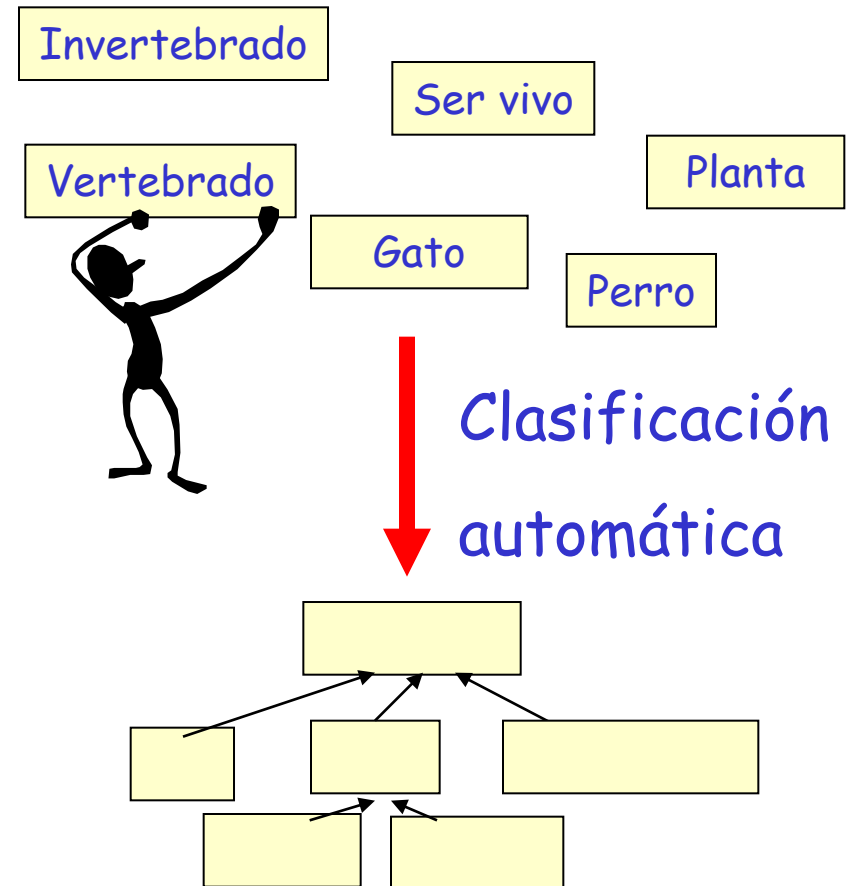 Invertebrado
Ser vivo
Vertebrado
Planta
Gato
Perro
Clasificación
automática